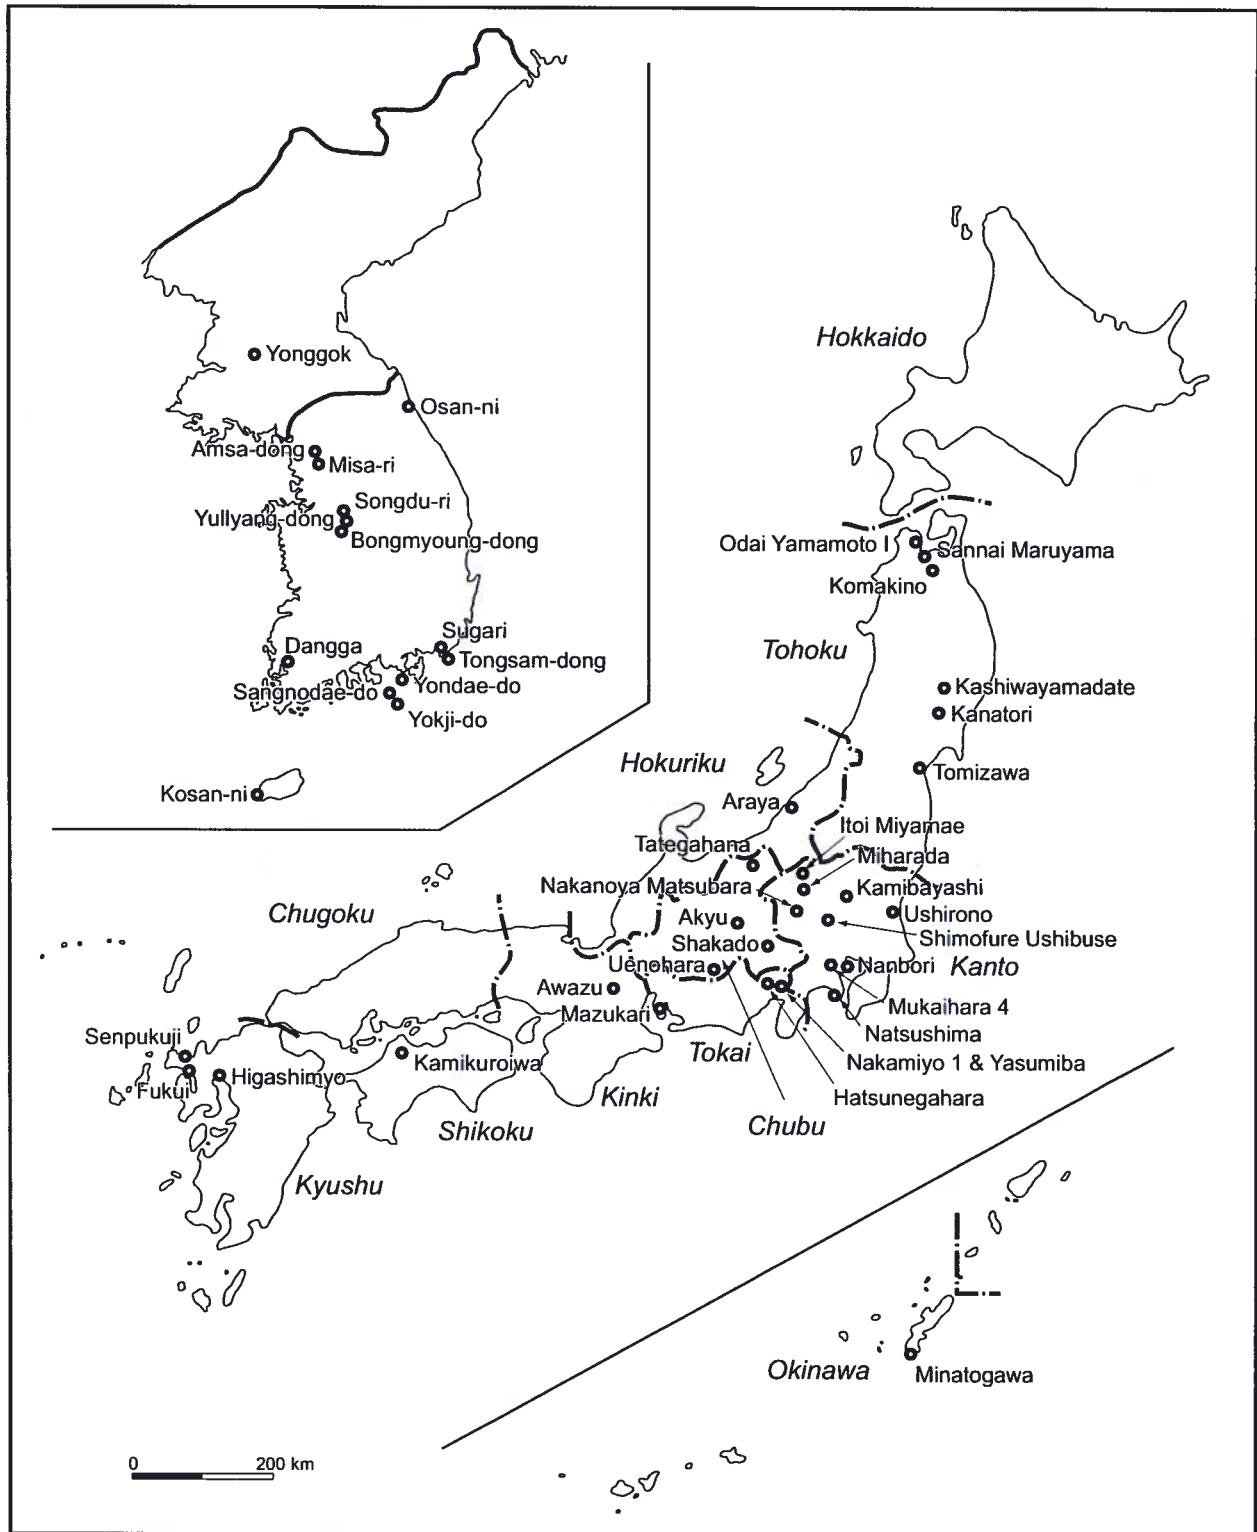 Yonggok
Osan-ni
Amsa-dong
Misa-ri
Songdu-ri
Yullyang-dong
Bongmyoung-dong
Sugari
Dangga
Tongsam-dong
Yondae-do
Sangnodae-do
Yokji-do
Kosan-ni
Hokkaido
Odai Yamamoto I
Sannai Maruyama
Komakino
Tohoku
Kashiwayamadate
Kanatori
Hokuriku
Tomizawa
Araya
Itoi Miyamae
Tategahana
Miharada
Nakanoya Matsubara
Kamibayashi
Chugoku
Akyu
Ushirono
Shimofure Ushibuse
Shakado
Uenohara
Nanbori
Kanto
Awazu
Mukaihara 4
Mazukari
Natsushima
Senpukuji
Tokai
Nakamiyo 1 & Yasumiba
Kamikuroiwa
Fukui
Higashimyo
Kinki
Hatsunegahara
Shikoku
Chubu
Kyushu
Okinawa
Minatogawa
0 200 km